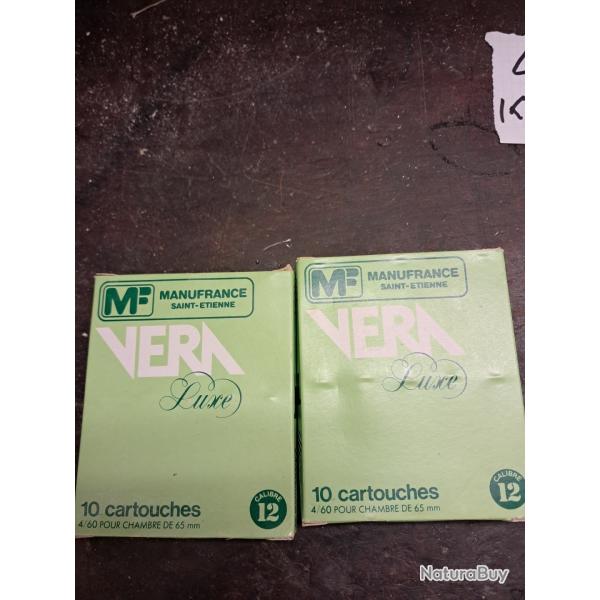 MF MANUFRANCE
SAINT-ETIENNE
VERA
Luxe
10 cartouches
4/60 POUR CHAMBRE DE 65 mm
CALIBRE
12
MF MANUFRANCE
SAINT-ETIENNE
VERA
Luxe
10 cartouches
4/60 POUR CHAMBRE DE 65 mm
CALIBRE
12
NaturaBuy